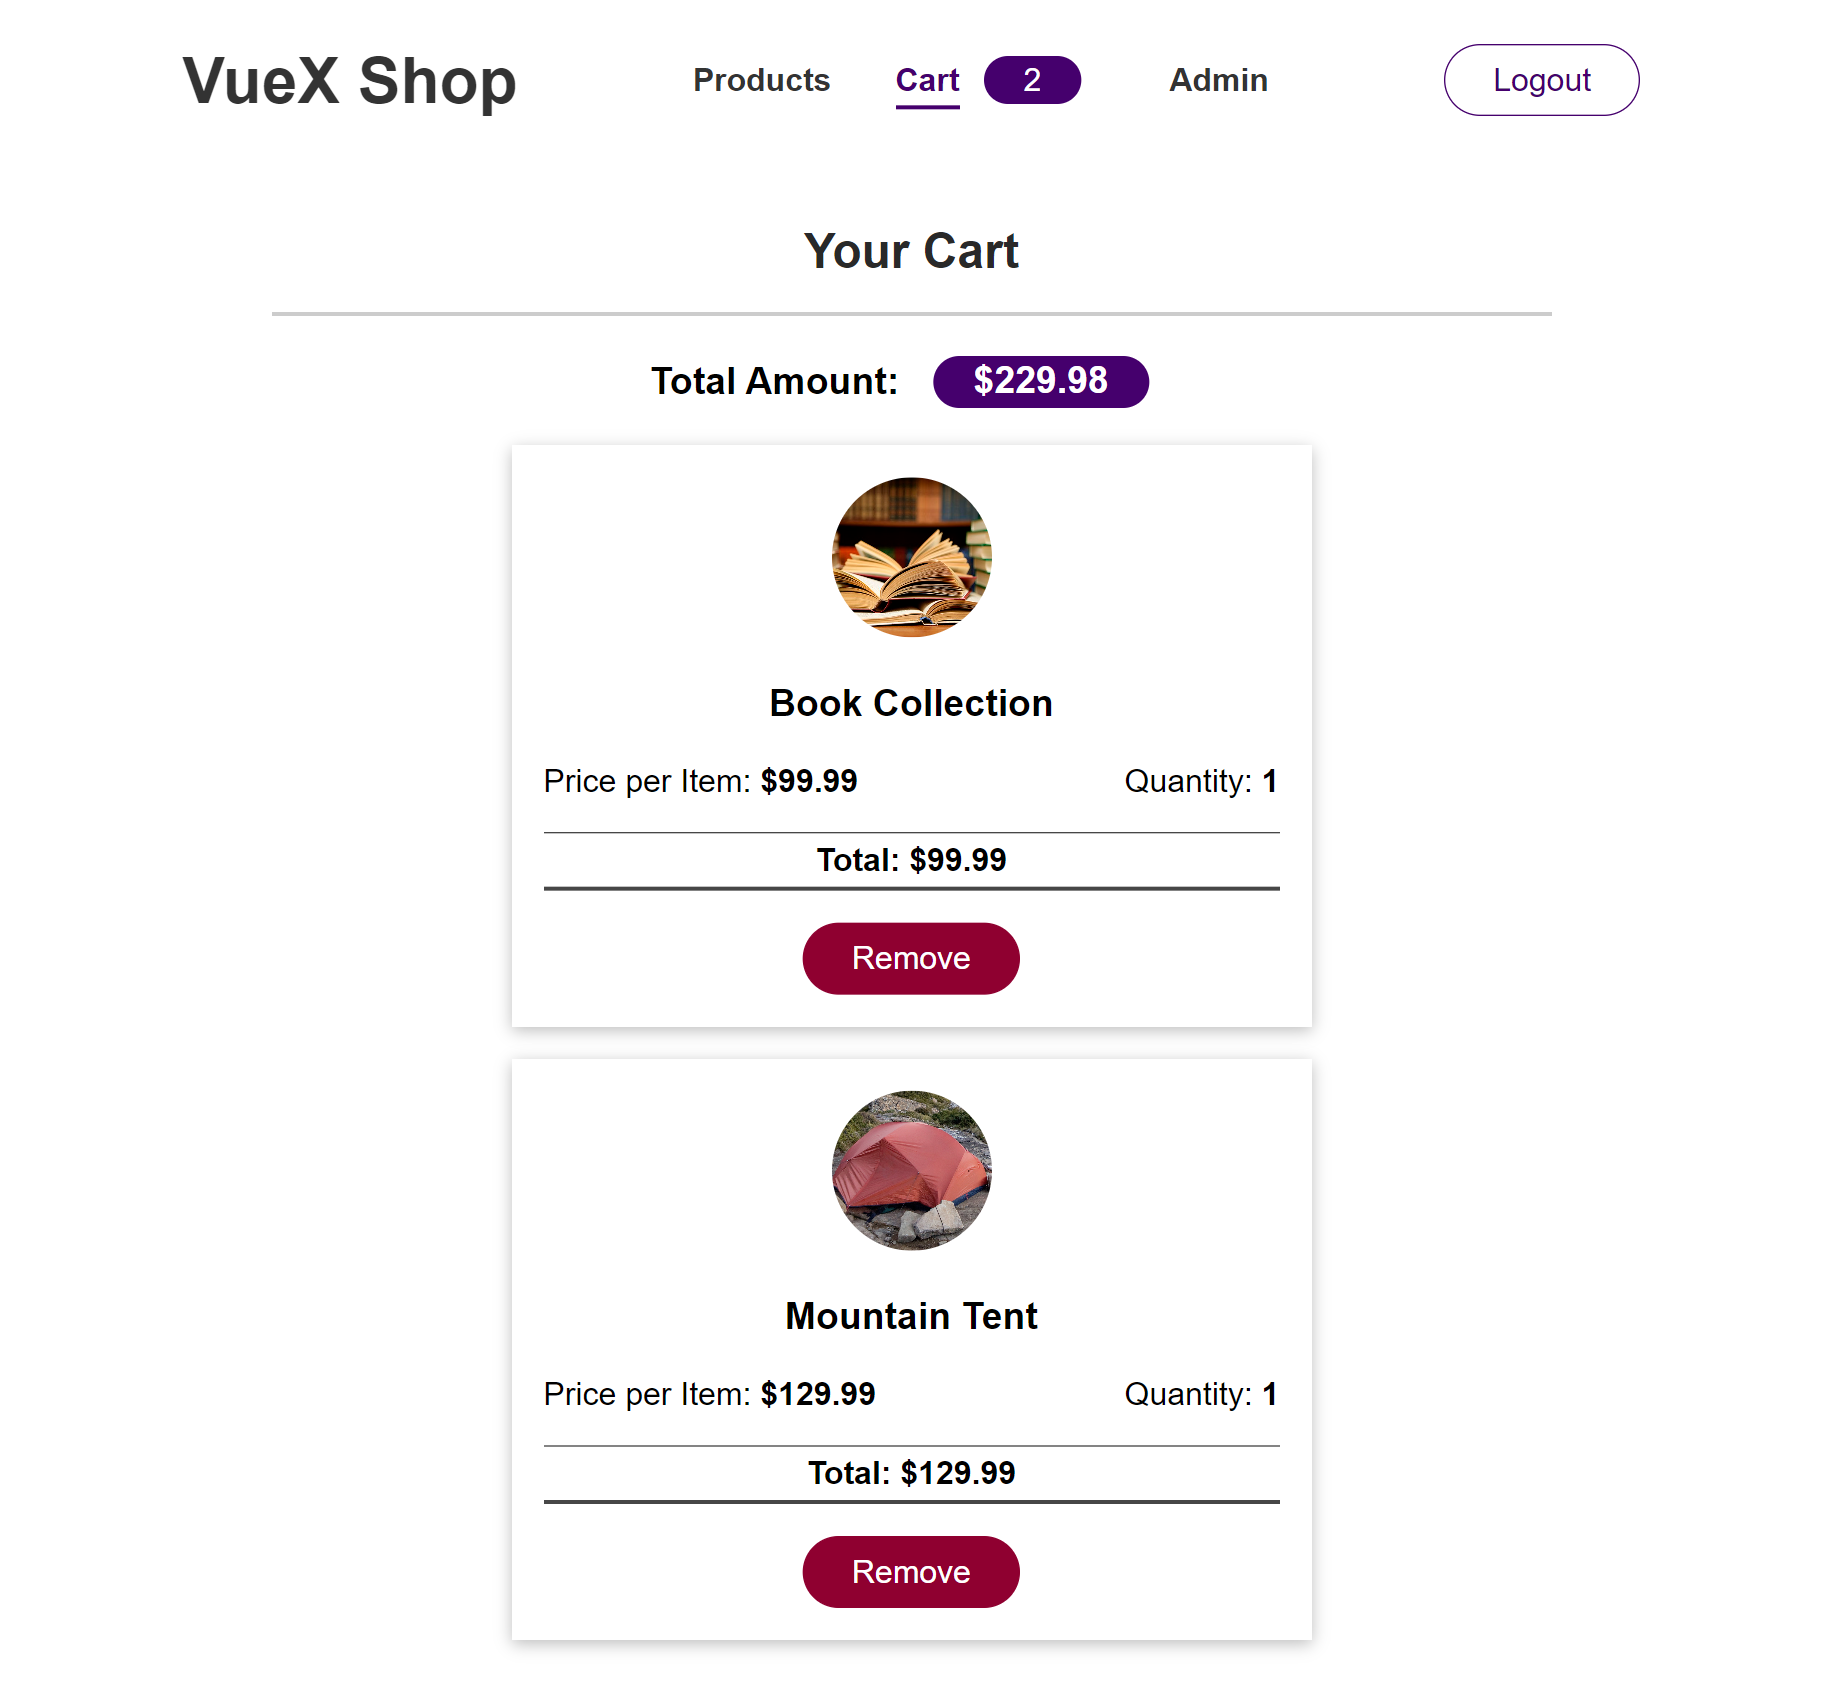 VueX Shop
Products Cart 2 Admin Logout
Your Cart
Total Amount: $229.98
Book Collection
Price per Item: $99.99 Quantity: 1
Total: $99.99
Remove
Mountain Tent
Price per Item: $129.99 Quantity: 1
Total: $129.99
Remove